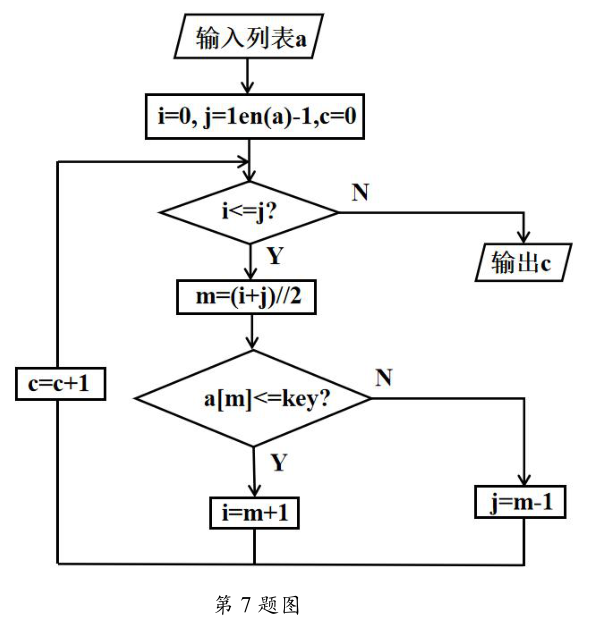 输入列表a
i=0, j=1en(a)-1,c=0
i<=j?
N
Y
输出c
m=(i+j)//2
c=c+1
a[m]<=key?
N
Y
i=m+1
j=m-1
第7题图